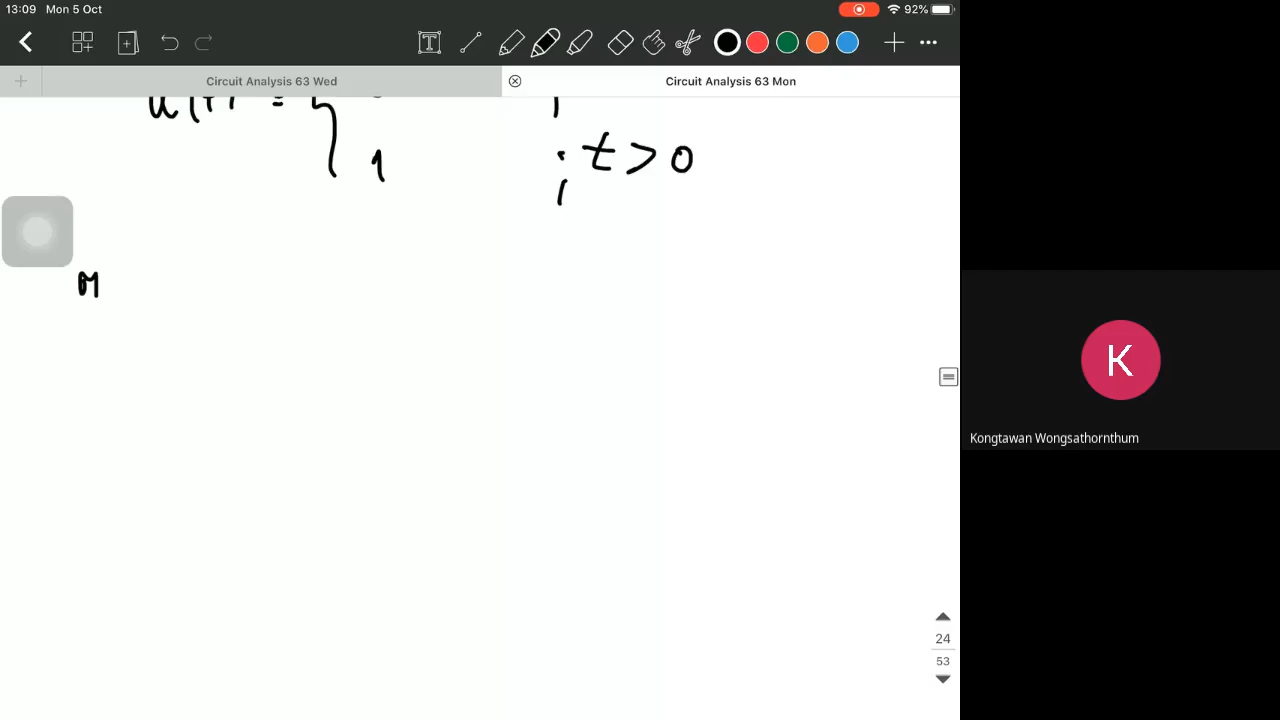 13:09 Mon 5 Oct 92%
Circuit Analysis 63 Wed
Circuit Analysis 63 Mon
u(t) =
1 ; t > 0
K
Kongtawan Wongsathornthum
24
53